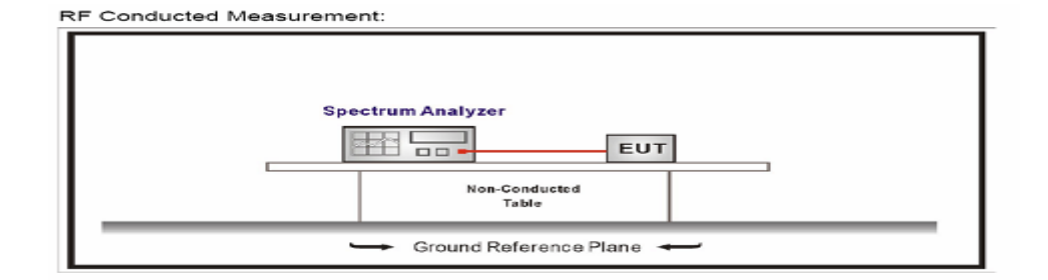 RF Conducted Measurement:
Spectrum Analyzer
EUT
Non-Conducted
Table
Ground Reference Plane